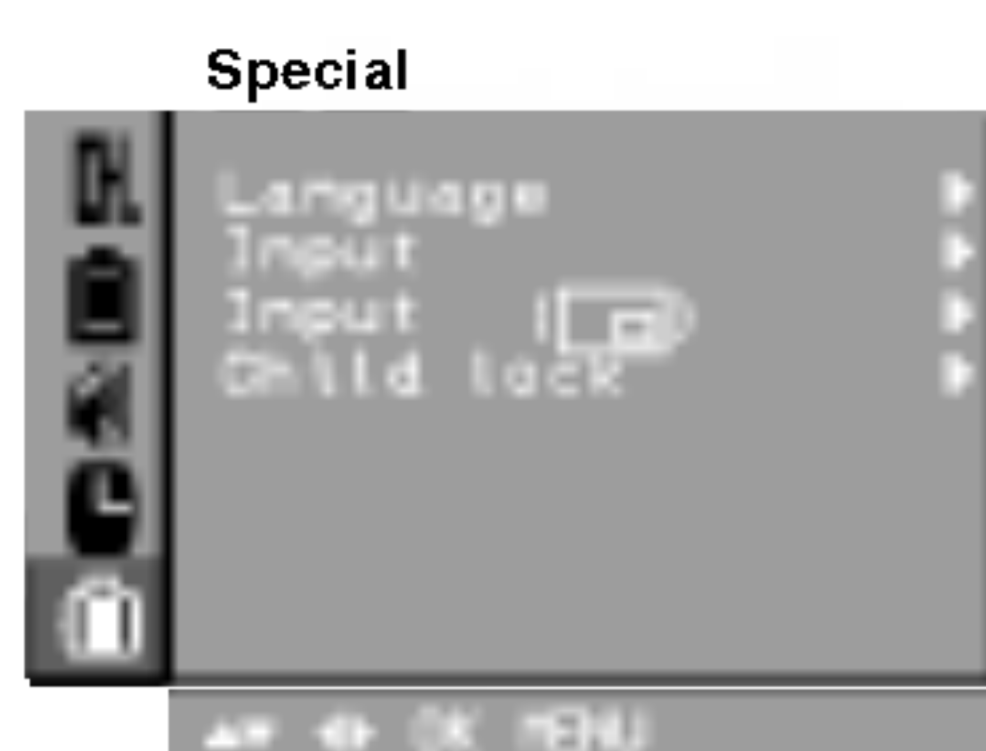 Special
Language
Input
Input
Child lock
OK MENU